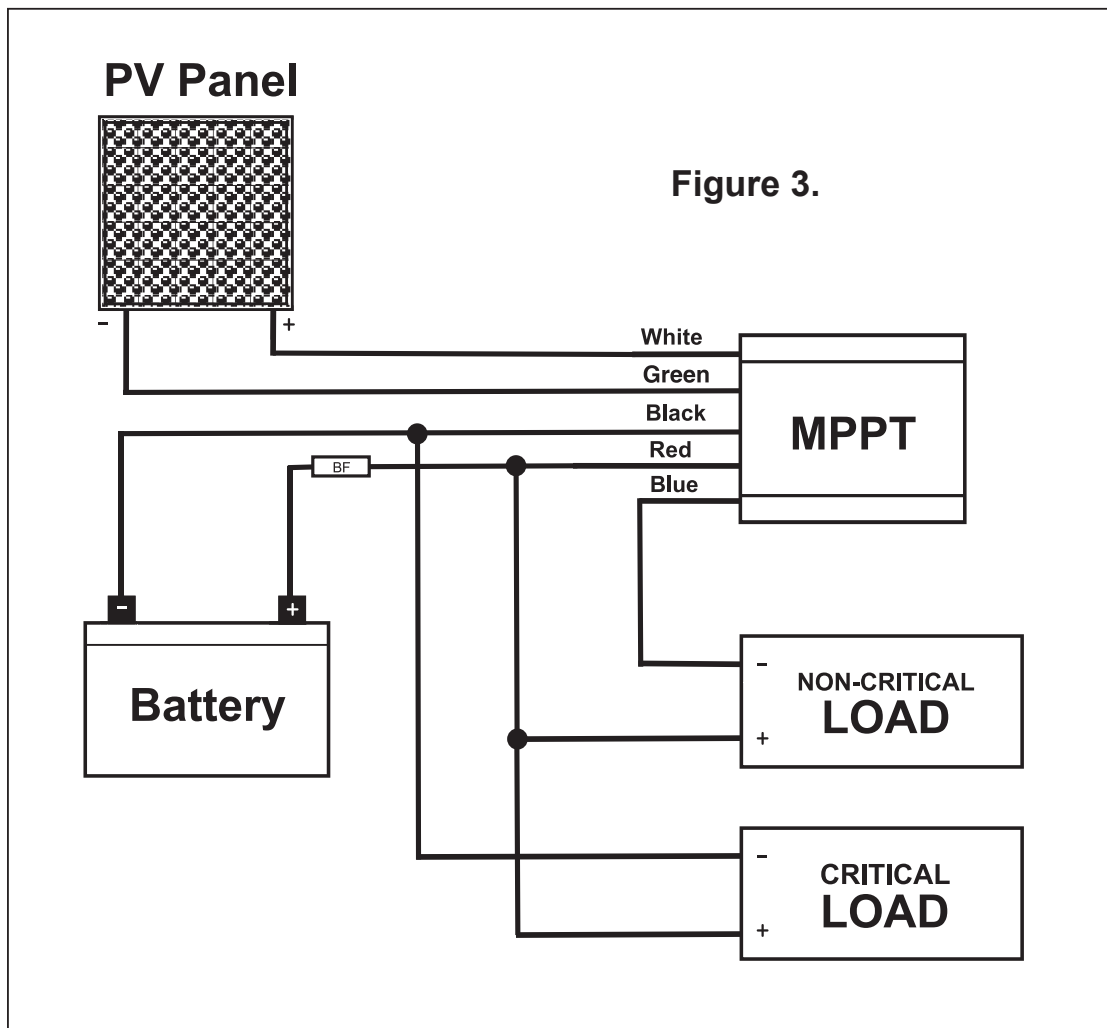 PV Panel
Figure 3.
- +
White
Green
Black
Red
Blue
MPPT
BF
- +
Battery
-
NON-CRITICAL
LOAD
+
-
CRITICAL
LOAD
+